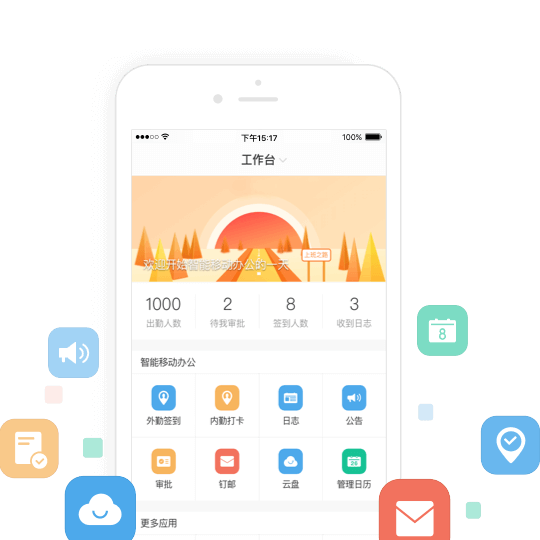 下午15:17
100%
工作台
上班之路
欢迎开始智能移动办公的一天
1000 2 8 3
出勤人数 待我审批 签到人数 收到日志
智能移动办公
外勤签到 内勤打卡 日志 公告
26
审批 钉邮 云盘 管理日历
更多应用
8